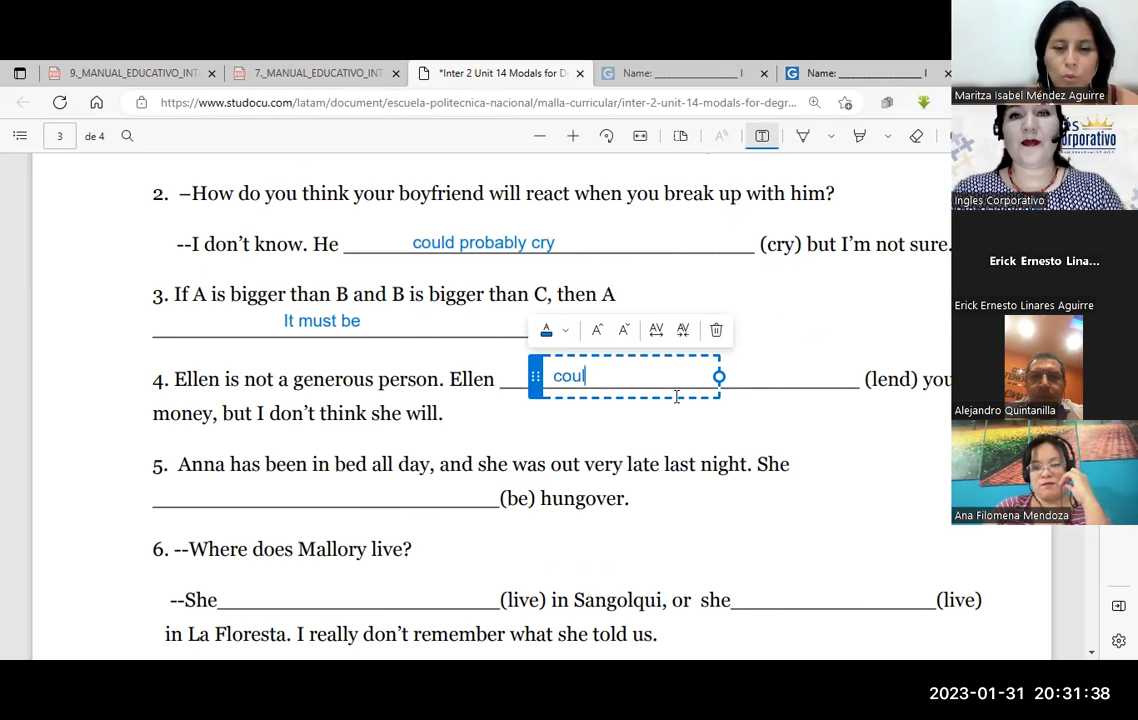 9._MANUAL_EDUCATIVO_INT
7._MANUAL_EDUCATIVO_INT
*Inter 2 Unit 14 Modals for De
Name: ____________ I
Name: ____________ I
https://www.studocu.com/latam/document/escuela-politecnica-nacional/malla-curricular/inter-2-unit-14-modals-for-degr...
3 de 4
2. –How do you think your boyfriend will react when you break up with him?
--I don't know. He could probably cry (cry) but I'm not sure.
3. If A is bigger than B and B is bigger than C, then A
It must be
4. Ellen is not a generous person. Ellen coul (lend) you
money, but I don't think she will.
5. Anna has been in bed all day, and she was out very late last night. She
____________(be) hungover.
6. --Where does Mallory live?
--She____________(live) in Sangolqui, or she____________(live)
in La Floresta. I really don't remember what she told us.
Maritza Isabel Méndez Aguirre
Ingles Corporativo
Erick Ernesto Lina...
Erick Ernesto Linares Aguirre
Alejandro Quintanilla
Ana Filomena Mendoza
2023-01-31 20:31:38